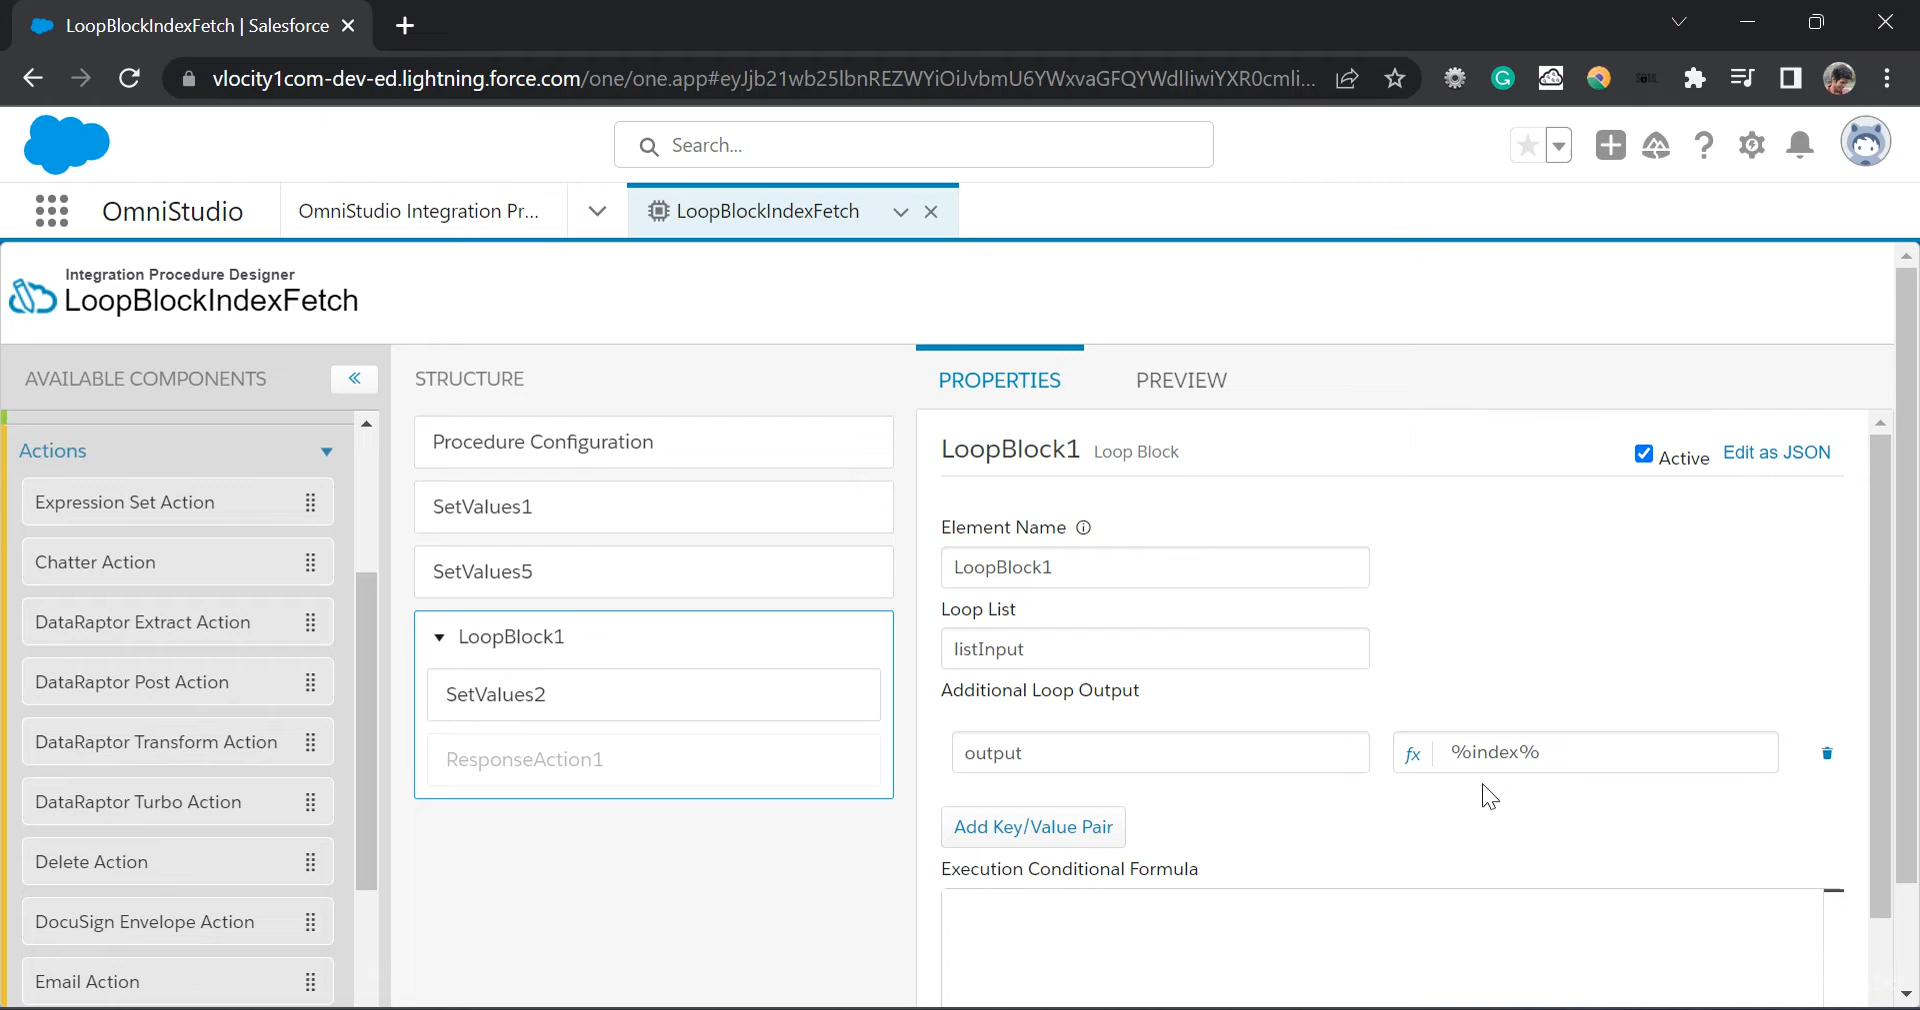 LoopBlockIndexFetch | Salesforce
vlocity1com-dev-ed.lightning.force.com/one/one.app#eyJjb21wb25lbnREZWYiOiJvbmU6YWxvaGFQYWdlIiwiYXR0cmli...
Search...
OmniStudio
OmniStudio Integration Pr...
LoopBlockIndexFetch
Integration Procedure Designer
LoopBlockIndexFetch
AVAILABLE COMPONENTS
STRUCTURE
PROPERTIES
PREVIEW
Actions
Expression Set Action
Chatter Action
DataRaptor Extract Action
DataRaptor Post Action
DataRaptor Transform Action
DataRaptor Turbo Action
Delete Action
DocuSign Envelope Action
Email Action
Procedure Configuration
SetValues1
SetValues5
LoopBlock1
SetValues2
ResponseAction1
LoopBlock1 Loop Block
Active
Edit as JSON
Element Name
LoopBlock1
Loop List
listInput
Additional Loop Output
output
fx %index%
Add Key/Value Pair
Execution Conditional Formula